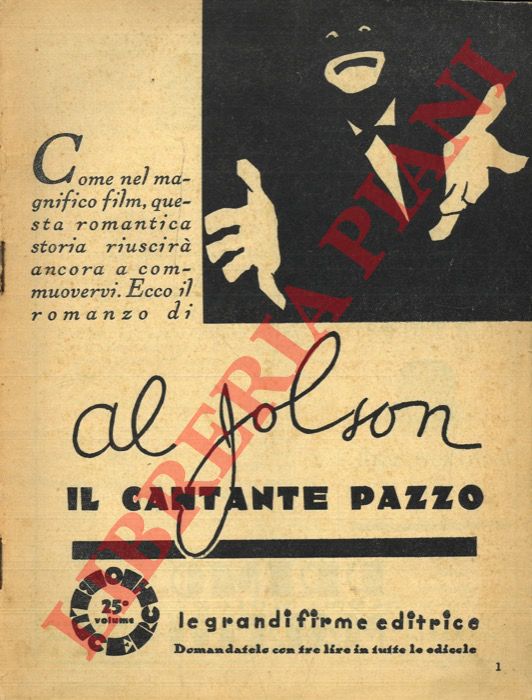 Come nel ma-
gnifico film, que-
sta romantica
storia riuscirà
ancora a com-
muovervi. Ecco il
romanzo di
al Jolson
IL CANTANTE PAZZO
25º
volume
le grandi firme editrice
Domandatelo con tre lire in tutte le edicole
1
LIBRERIA PIANI